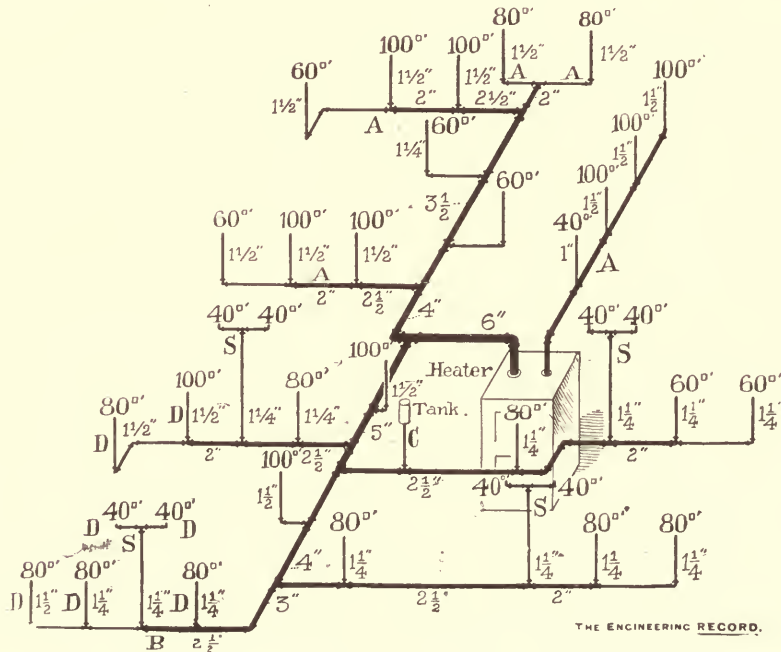 80□' 80□'
100□' 100□' 1½" 1½" 100□'
60□' 1½" 1½" A A 1½"
1½" 2" 2½" 2" 100□'
A 60□' 1½"
1¼" 100□'
60□' 1½"
3½ 40□'
60□' 100□' 100□' 1" A
1½" 1½" 1½"
A
2" 2½"
40□' 40□' 4" 6" 40□' 40□'
S 100□' Heater S
100□' 80□' 1½" Tank. 80□' 60□' 60□'
80□' D 1½" 1¼" 1¼" 5" C 1¼" 1¼" 1¼" 1¼"
D 1½" 2" 2½" 2"
100□' 2½" 40□' 40□'
40□' 40□' 1½" S
D S D 80□' 80□' 80□'
80□' 80□' 80□' 4" 1¼" 1¼" 1¼ 1¼"
D 1½" D 1¼" 1¼" D 1¼" 3" 2½" 2"
B 2½"
THE ENGINEERING RECORD.